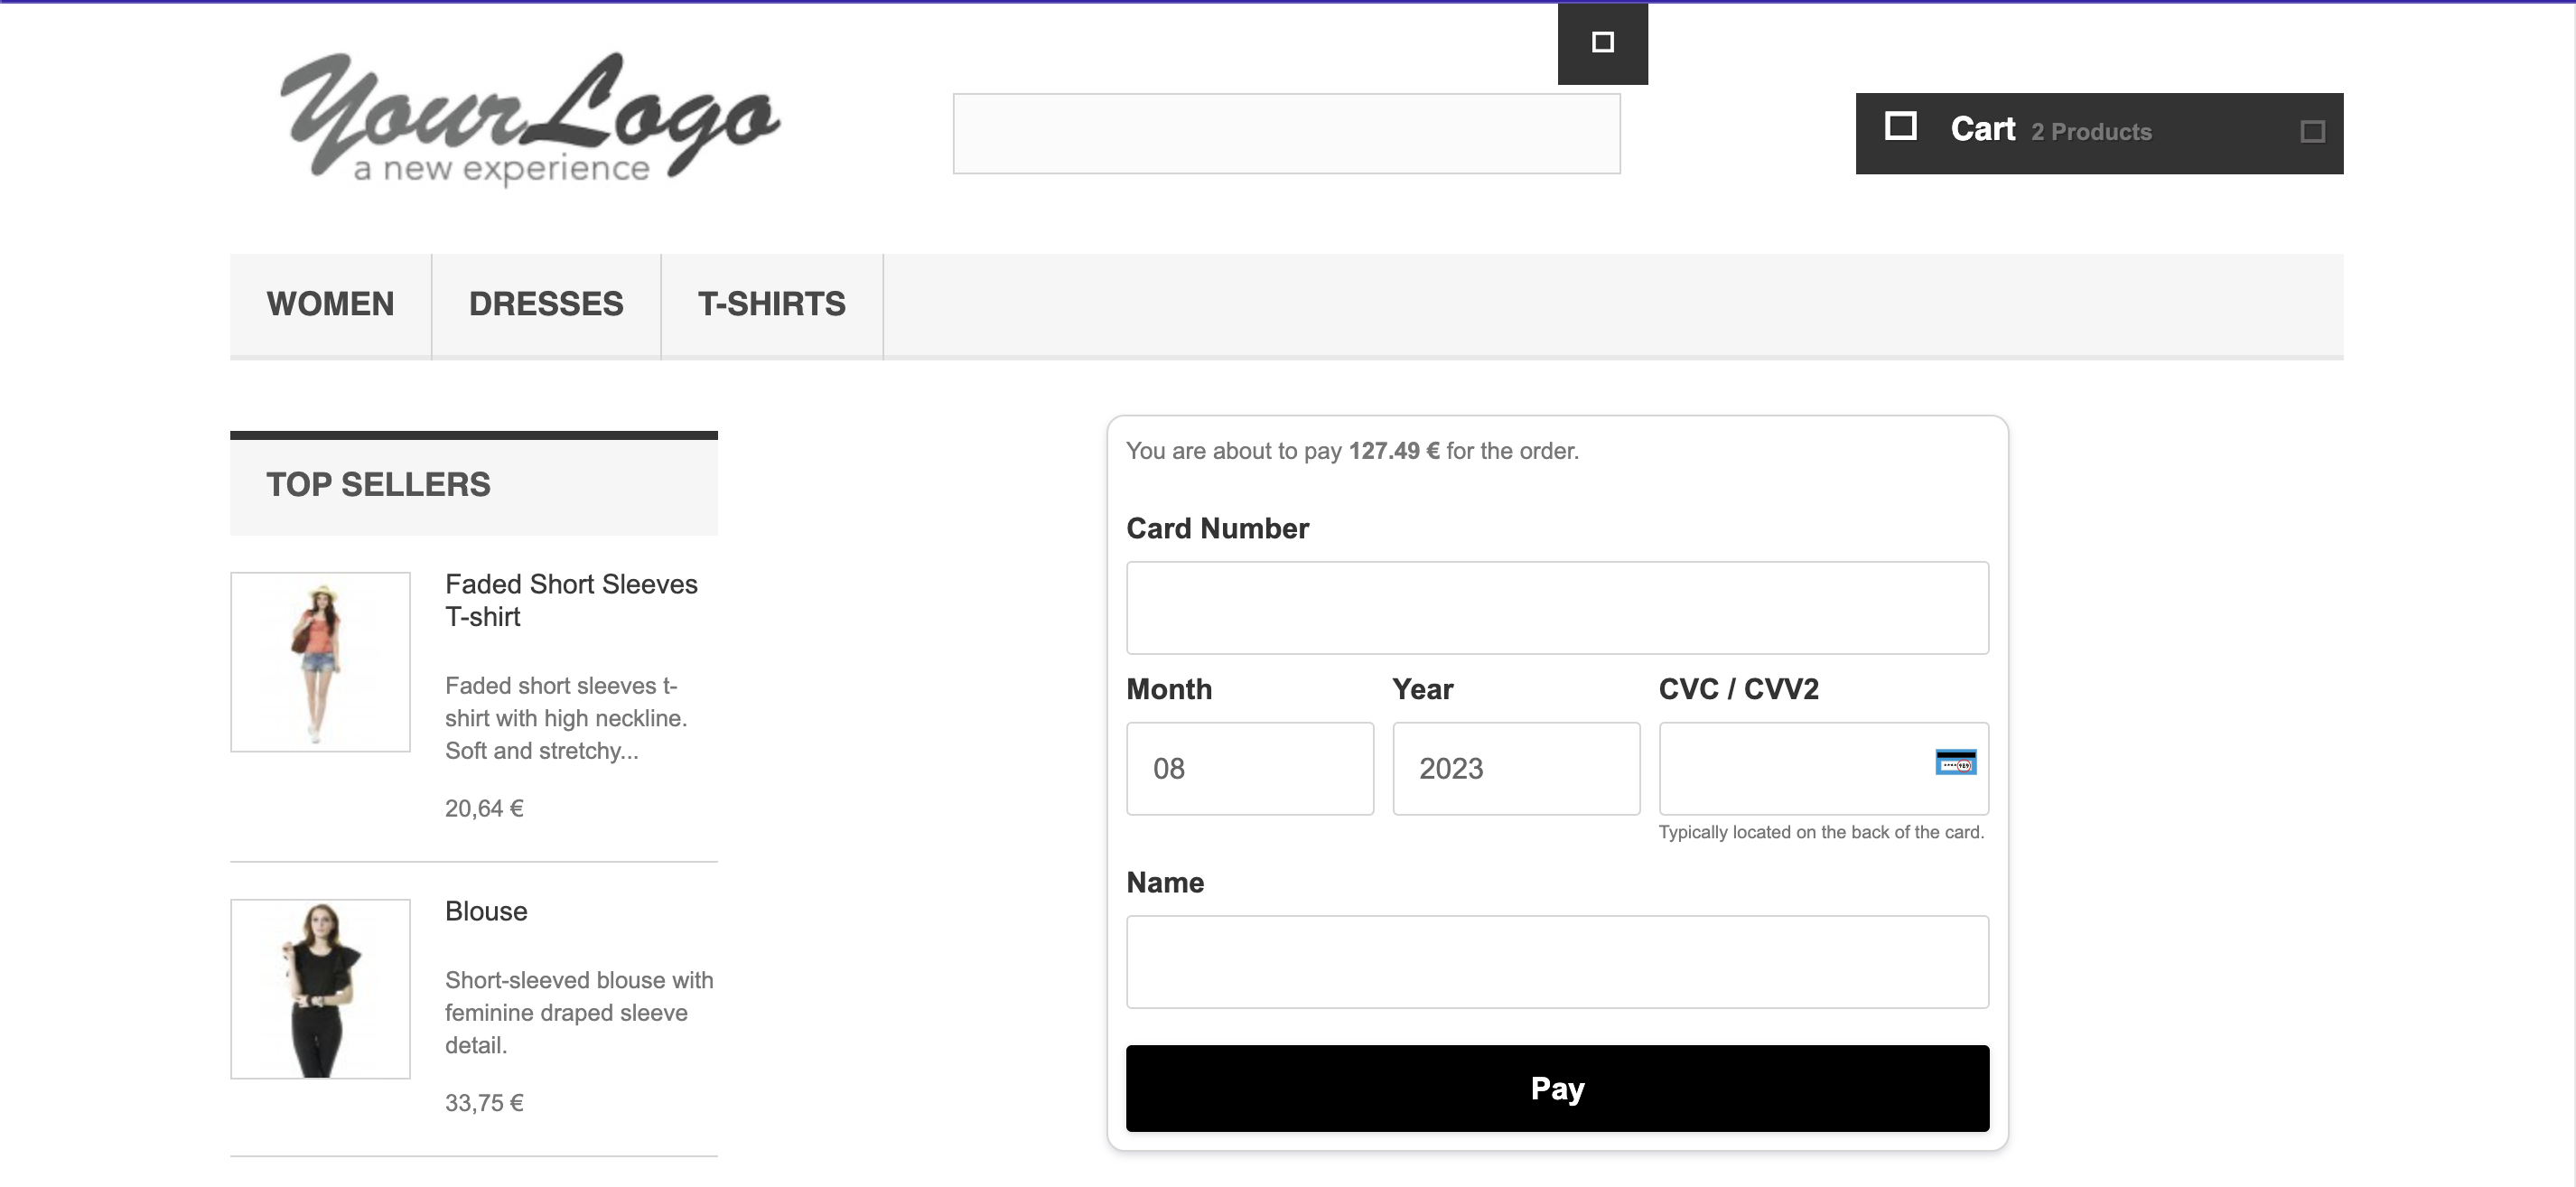 YourLogo
a new experience
Cart 2 Products
WOMEN DRESSES T-SHIRTS
TOP SELLERS
Faded Short Sleeves
T-shirt
Faded short sleeves t-
shirt with high neckline.
Soft and stretchy...
20,64 €
Blouse
Short-sleeved blouse with
feminine draped sleeve
detail.
33,75 €
You are about to pay 127.49 € for the order.
Card Number
Month Year CVC / CVV2
08 2023
Typically located on the back of the card.
Name
Pay